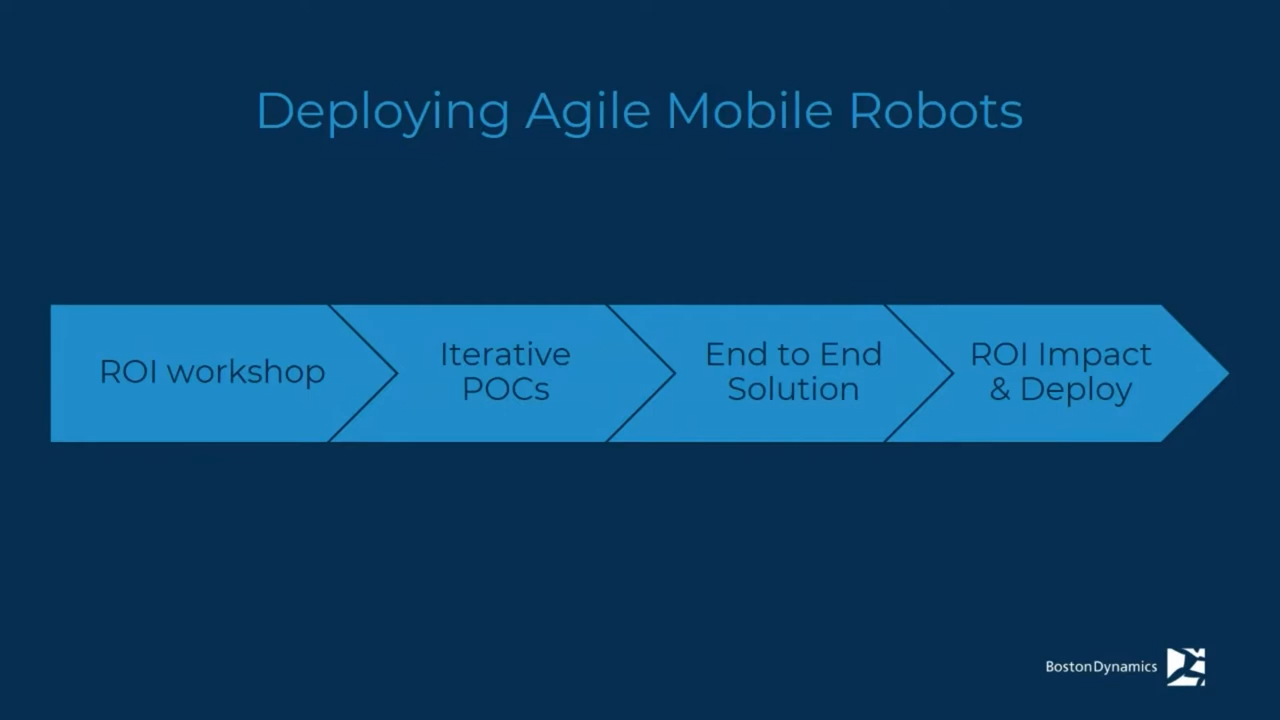 Deploying Agile Mobile Robots
ROI workshop
Iterative
POCs
End to End
Solution
ROI Impact
& Deploy
BostonDynamics